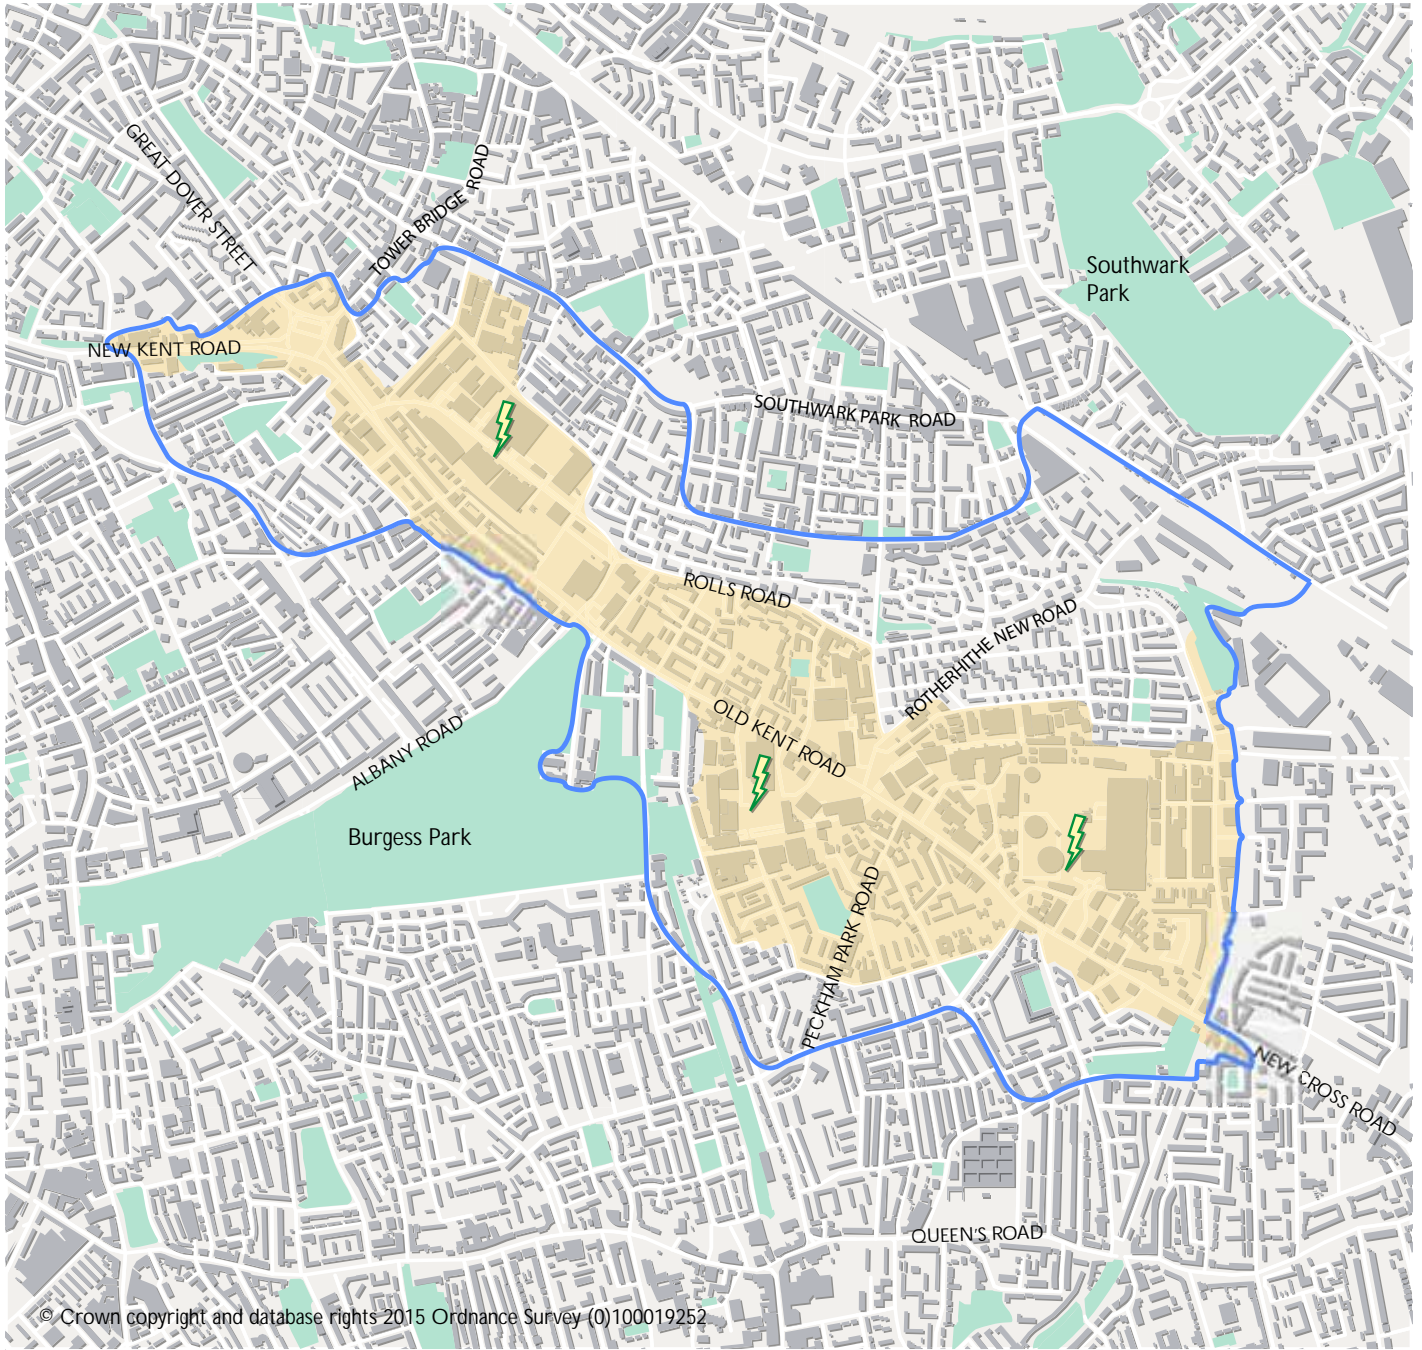 GREAT DOVER STREET
TOWER BRIDGE ROAD
Southwark
Park
NEW KENT ROAD
SOUTHWARK PARK ROAD
ROLLS ROAD
ROTHERHITHE NEW ROAD
OLD KENT ROAD
ALBANY ROAD
Burgess Park
PECKHAM PARK ROAD
NEW CROSS ROAD
QUEEN'S ROAD
© Crown copyright and database rights 2015 Ordnance Survey (0)100019252